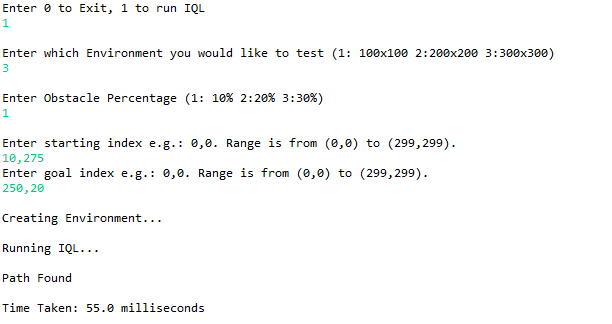 Enter 0 to Exit, 1 to run IQL
1
Enter which Environment you would like to test (1: 100x100 2:200x200 3:300x300)
3
Enter Obstacle Percentage (1: 10% 2:20% 3:30%)
1
Enter starting index e.g.: 0,0. Range is from (0,0) to (299,299).
10,275
Enter goal index e.g.: 0,0. Range is from (0,0) to (299,299).
250,20
Creating Environment...
Running IQL...
Path Found
Time Taken: 55.0 milliseconds